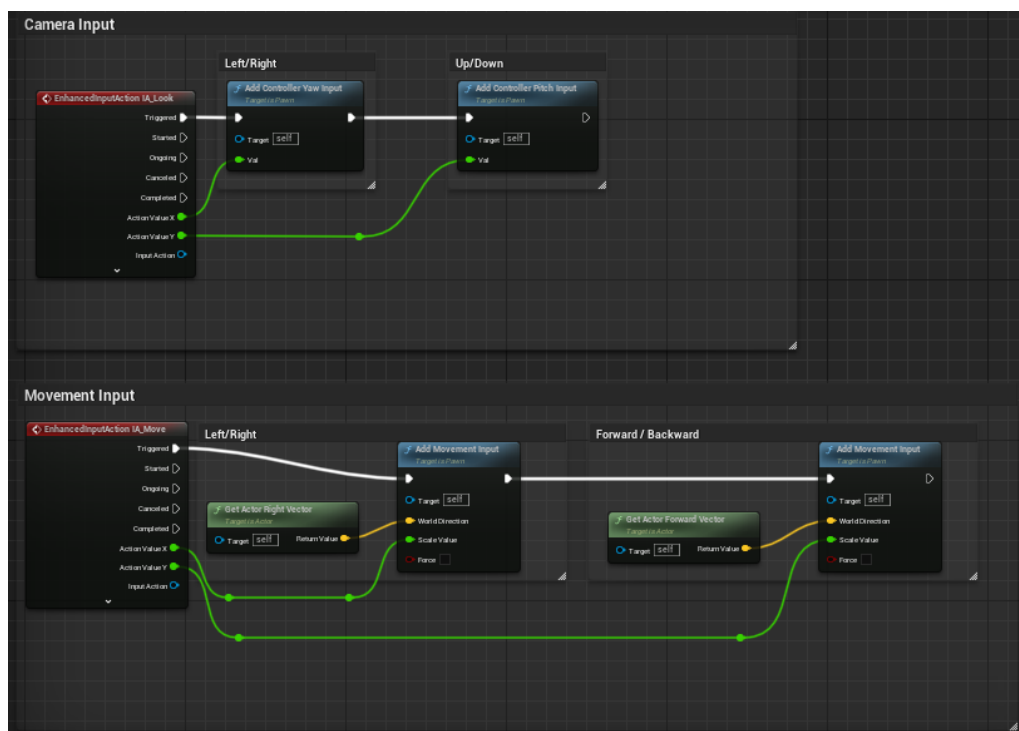 Camera Input
Left/Right
Up/Down
EnhancedInputAction IA_Look
Triggered
Started
Ongoing
Canceled
Completed
Action Value X
Action Value Y
Input Action
Add Controller Yaw Input
Target is Pawn
Target self
Val
Add Controller Pitch Input
Target is Pawn
Target self
Val
Movement Input
EnhancedInputAction IA_Move
Triggered
Started
Ongoing
Canceled
Completed
Action Value X
Action Value Y
Input Action
Left/Right
Get Actor Right Vector
Target is Actor
Target self Return Value
Add Movement Input
Target is Pawn
Target self
World Direction
Scale Value
Force
Forward / Backward
Get Actor Forward Vector
Target is Actor
Target self Return Value
Add Movement Input
Target is Pawn
Target self
World Direction
Scale Value
Force